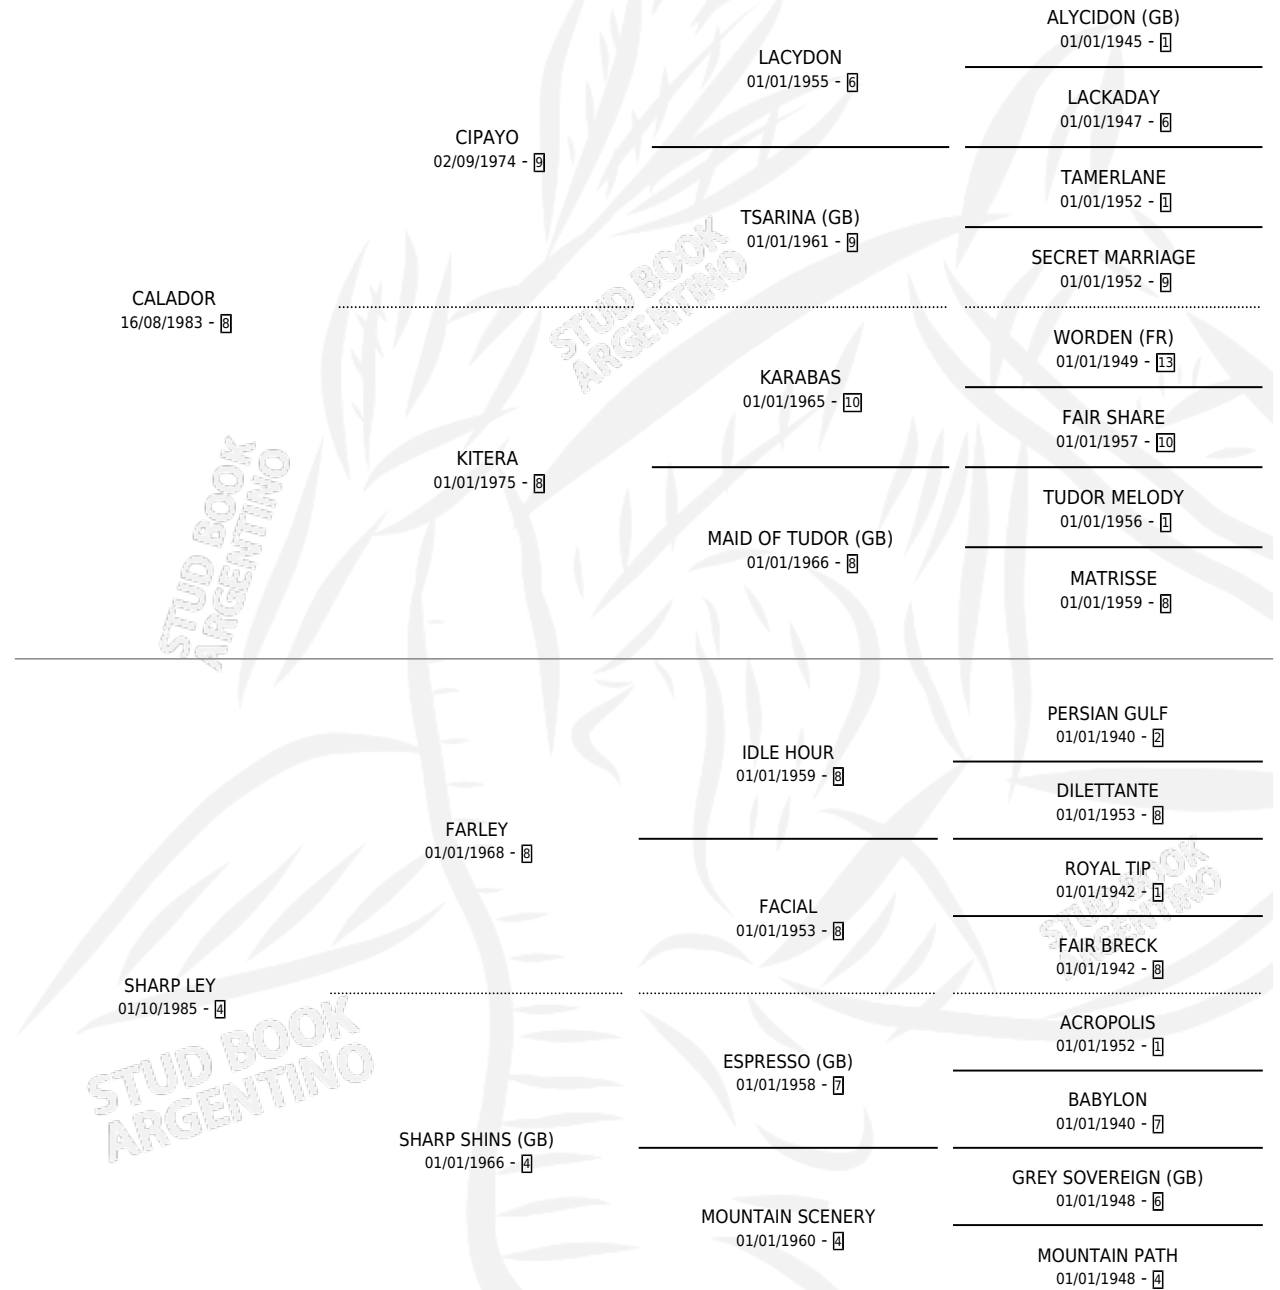 ALYCIDON (GB)
01/01/1945 - 1
LACYDON
01/01/1955 - 6
LACKADAY
01/01/1947 - 6
CIPAYO
02/09/1974 - 9
TAMERLANE
01/01/1952 - 1
TSARINA (GB)
01/01/1961 - 9
SECRET MARRIAGE
01/01/1952 - 9
CALADOR
16/08/1983 - 8
WORDEN (FR)
01/01/1949 - 13
KARABAS
01/01/1965 - 10
FAIR SHARE
01/01/1957 - 10
KITERA
01/01/1975 - 8
TUDOR MELODY
01/01/1956 - 1
MAID OF TUDOR (GB)
01/01/1966 - 8
MATRISSE
01/01/1959 - 8
STUD BOOK
ARGENTINO
STUD BOOK
ARGENTINO
PERSIAN GULF
01/01/1940 - 2
IDLE HOUR
01/01/1959 - 8
DILETTANTE
01/01/1953 - 8
FARLEY
01/01/1968 - 8
ROYAL TIP
01/01/1942 - 1
FACIAL
01/01/1953 - 8
FAIR BRECK
01/01/1942 - 8
STUD BOOK
ARGENTINO
SHARP LEY
01/10/1985 - 4
ACROPOLIS
01/01/1952 - 1
ESPRESSO (GB)
01/01/1958 - 7
BABYLON
01/01/1940 - 7
STUD BOOK
ARGENTINO
SHARP SHINS (GB)
01/01/1966 - 4
GREY SOVEREIGN (GB)
01/01/1948 - 6
MOUNTAIN SCENERY
01/01/1960 - 4
MOUNTAIN PATH
01/01/1948 - 4